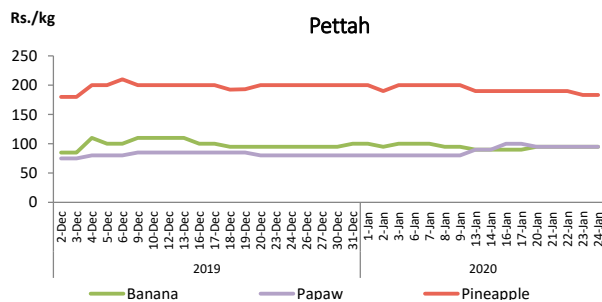 Rs./kg
Pettah
250
200
150
100
50
0
2-Dec
3-Dec
4-Dec
5-Dec
6-Dec
9-Dec
10-Dec
12-Dec
13-Dec
16-Dec
17-Dec
18-Dec
19-Dec
20-Dec
23-Dec
24-Dec
26-Dec
27-Dec
30-Dec
31-Dec
1-Jan
2-Jan
3-Jan
6-Jan
7-Jan
8-Jan
9-Jan
13-Jan
14-Jan
16-Jan
17-Jan
20-Jan
21-Jan
22-Jan
23-Jan
24-Jan
2019 2020
Banana Papaw Pineapple